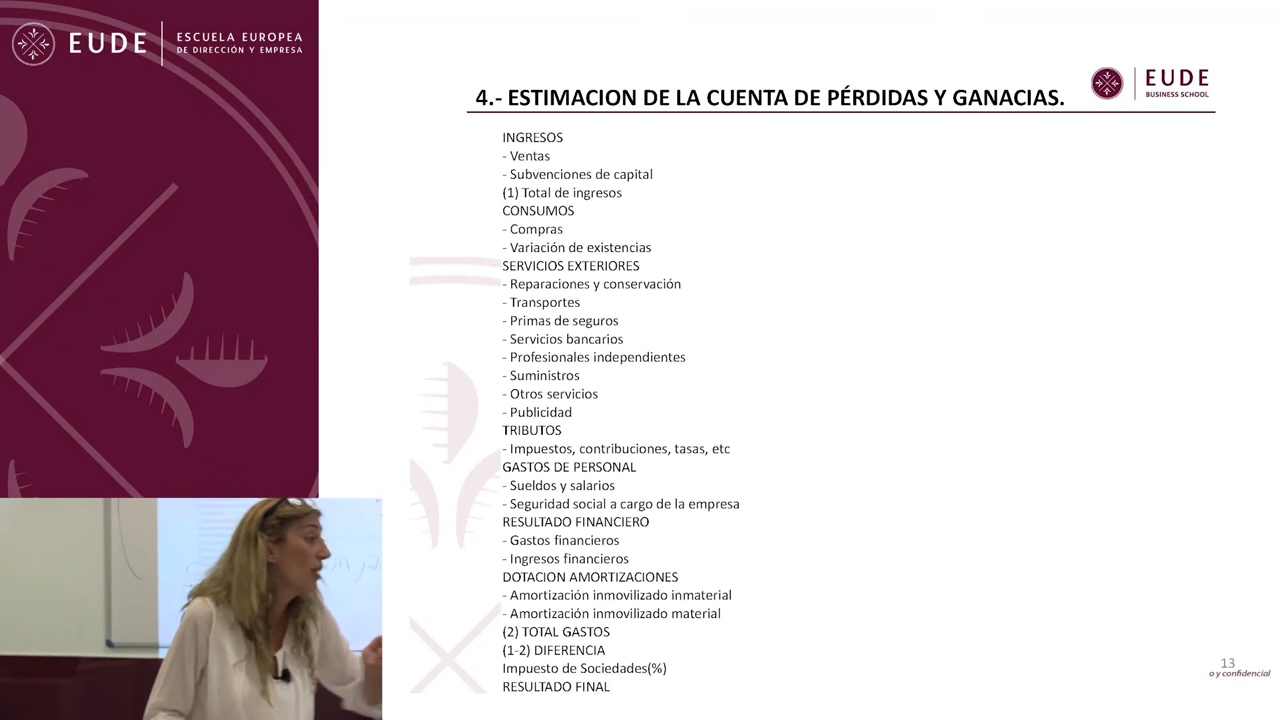 EUDE
ESCUELA EUROPEA
DE DIRECCIÓN Y EMPRESA
EUDE
BUSINESS SCHOOL
4.- ESTIMACION DE LA CUENTA DE PÉRDIDAS Y GANACIAS.
INGRESOS
- Ventas
- Subvenciones de capital
(1) Total de ingresos
CONSUMOS
- Compras
- Variación de existencias
SERVICIOS EXTERIORES
- Reparaciones y conservación
- Transportes
- Primas de seguros
- Servicios bancarios
- Profesionales independientes
- Suministros
- Otros servicios
- Publicidad
TRIBUTOS
- Impuestos, contribuciones, tasas, etc
GASTOS DE PERSONAL
- Sueldos y salarios
- Seguridad social a cargo de la empresa
RESULTADO FINANCIERO
- Gastos financieros
- Ingresos financieros
DOTACION AMORTIZACIONES
- Amortización inmovilizado inmaterial
- Amortización inmovilizado material
(2) TOTAL GASTOS
(1-2) DIFERENCIA
Impuesto de Sociedades(%)
RESULTADO FINAL
13
o y confidencial